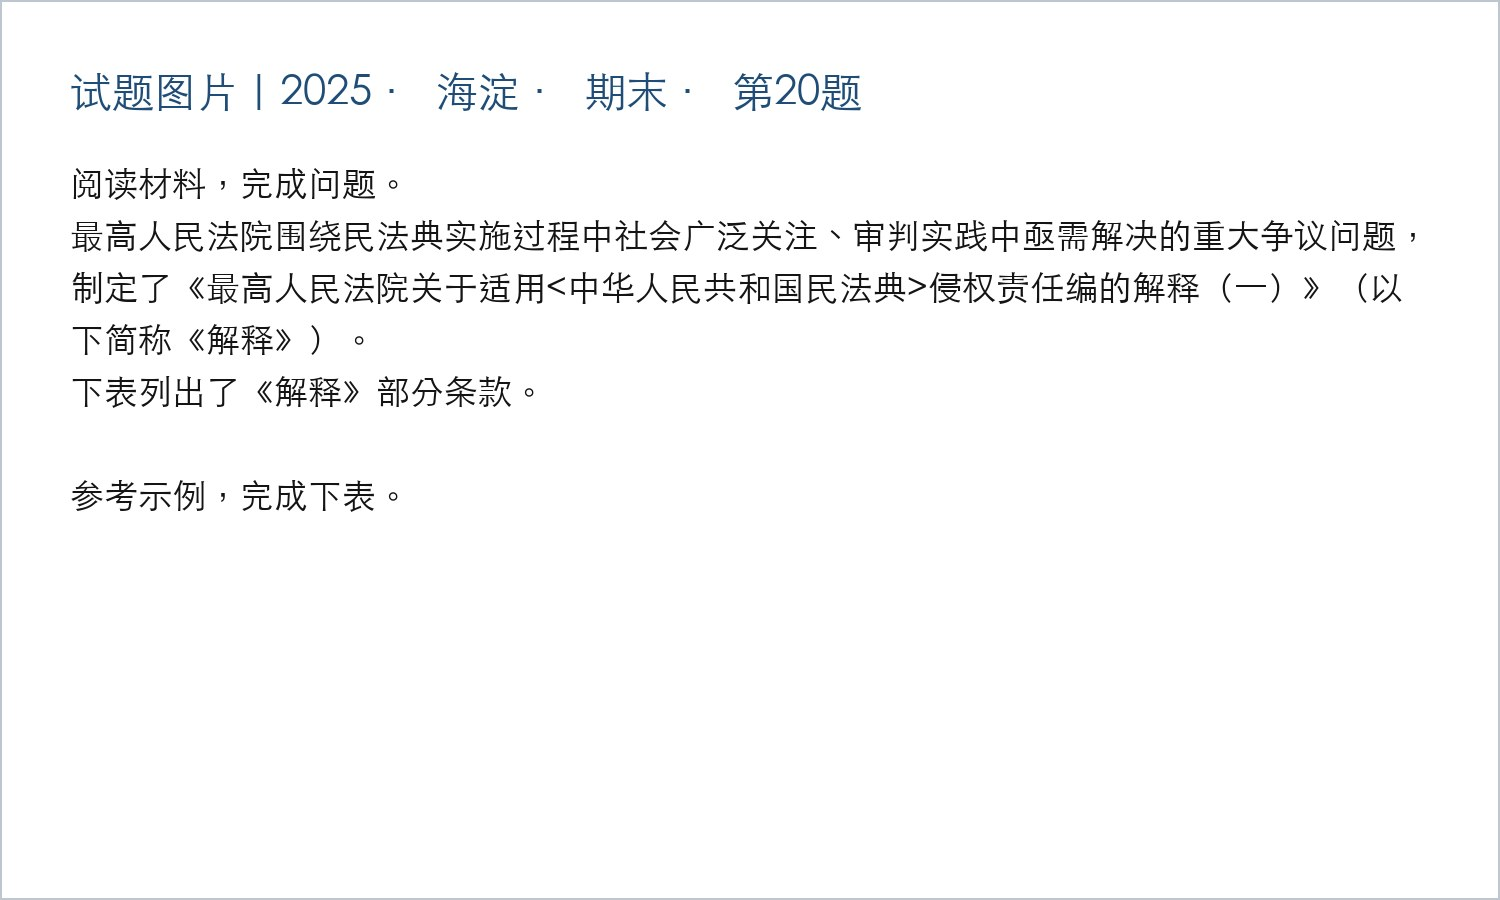 试题图片｜2025 · 海淀 · 期末 · 第20题
阅读材料，完成问题。
最高人民法院围绕民法典实施过程中社会广泛关注、审判实践中亟需解决的重大争议问题，
制定了《最高人民法院关于适用<中华人民共和国民法典>侵权责任编的解释（一）》（以
下简称《解释》）。
下表列出了《解释》部分条款。
参考示例，完成下表。